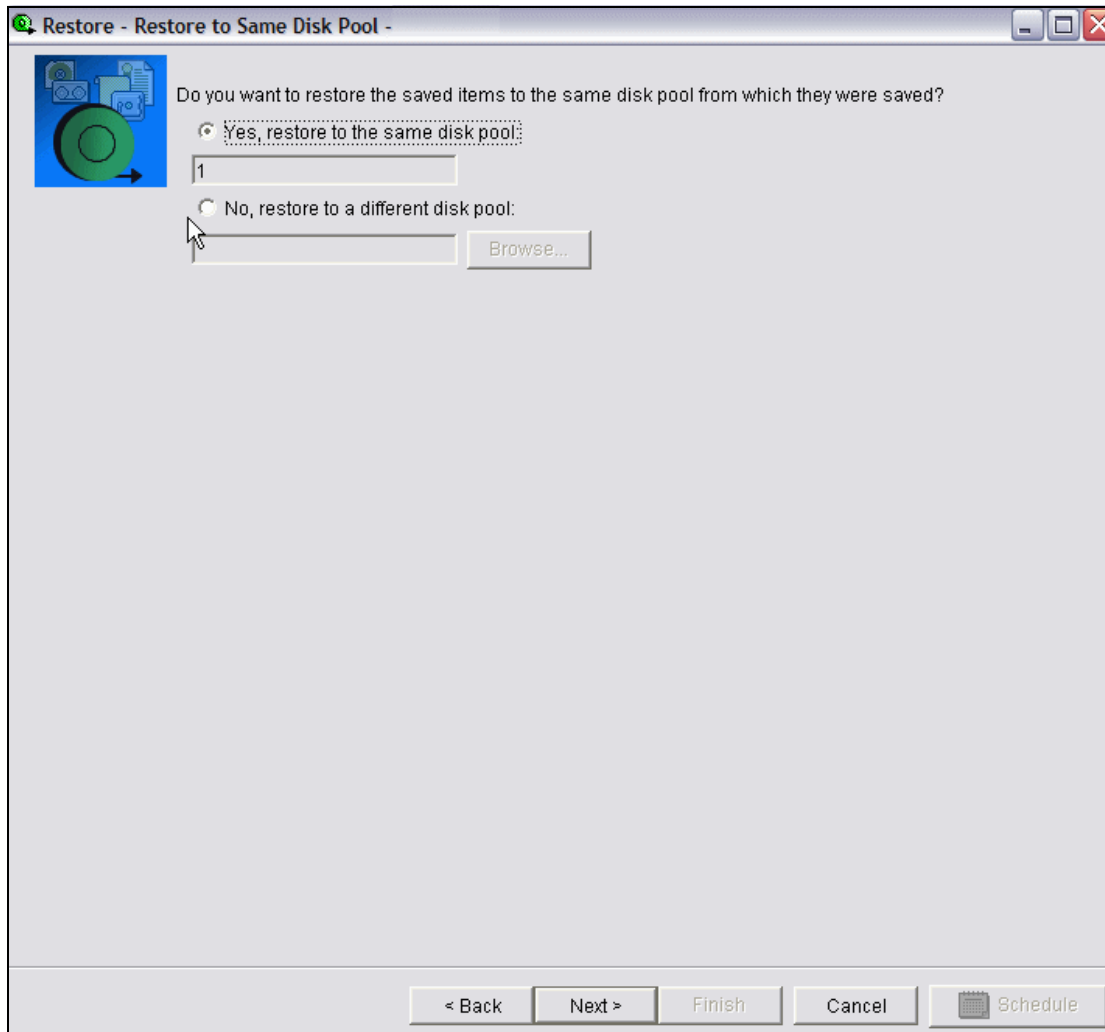 Restore - Restore to Same Disk Pool -
Do you want to restore the saved items to the same disk pool from which they were saved?
Yes, restore to the same disk pool:
1
No, restore to a different disk pool:
Browse...
< Back Next > Finish Cancel Schedule